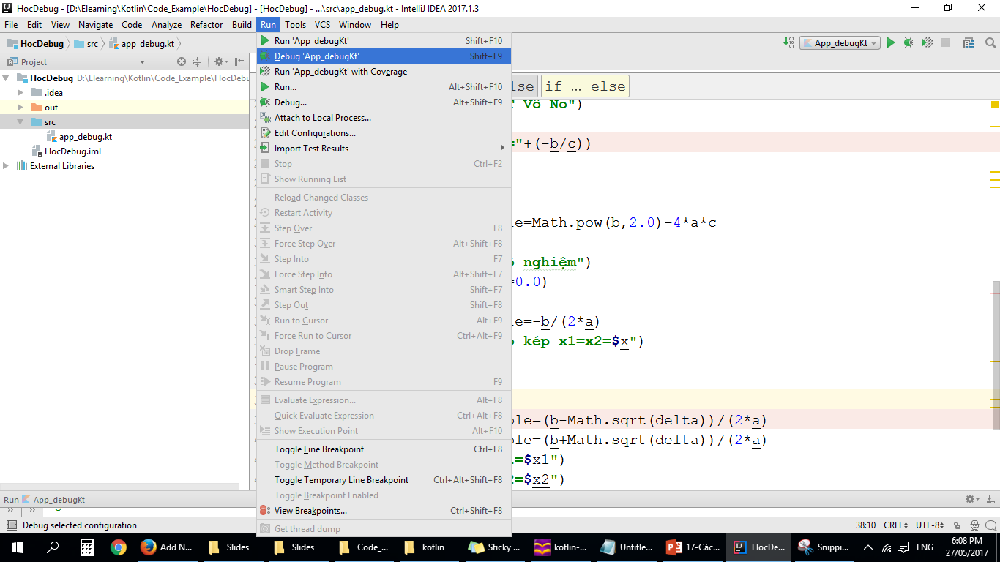 HocDebug - [D:\Elearning\Kotlin\Code_Example\HocDebug] - [HocDebug] - ...\src\app_debug.kt - IntelliJ IDEA 2017.1.3
File Edit View Navigate Code Analyze Refactor Build Run Tools VCS Window Help
HocDebug src app_debug.kt
App_debugKt
Project
HocDebug D:\Elearning\Kotlin\Code_Example\HocDebu
.idea
out
src
app_debug.kt
HocDebug.iml
External Libraries
Run 'App_debugKt' Shift+F10
Debug 'App_debugKt' Shift+F9
Run 'App_debugKt' with Coverage
Run... Alt+Shift+F10
Debug... Alt+Shift+F9
Attach to Local Process...
Edit Configurations...
Import Test Results
Stop Ctrl+F2
Show Running List
Reload Changed Classes
Restart Activity
Step Over F8
Force Step Over Alt+Shift+F8
Step Into F7
Force Step Into Alt+Shift+F7
Smart Step Into Shift+F7
Step Out Shift+F8
Run to Cursor Alt+F9
Force Run to Cursor Ctrl+Alt+F9
Drop Frame
Pause Program
Resume Program F9
Evaluate Expression... Alt+F8
Quick Evaluate Expression Ctrl+Alt+F8
Show Execution Point Alt+F10
Toggle Line Breakpoint Ctrl+F8
Toggle Method Breakpoint
Toggle Temporary Line Breakpoint Ctrl+Alt+Shift+F8
Toggle Breakpoint Enabled
View Breakpoints... Ctrl+Shift+F8
Get thread dump
lse if … else
Vô No")
="+(-b/c))
le=Math.pow(b,2.0)-4*a*c
nghiệm")
=0.0)
le=-b/(2*a)
kép x1=x2=$x")
ble=(b-Math.sqrt(delta))/(2*a)
ble=(b+Math.sqrt(delta))/(2*a)
=$x1")
=$x2")
Run App_debugKt
Debug selected configuration
38:10 CRLF UTF-8
Add N... Slides Slides Code_... kotlin Sticky ... kotlin-... Untitle... 17-Các... HocDe... Snippi... ENG
6:08 PM
27/05/2017